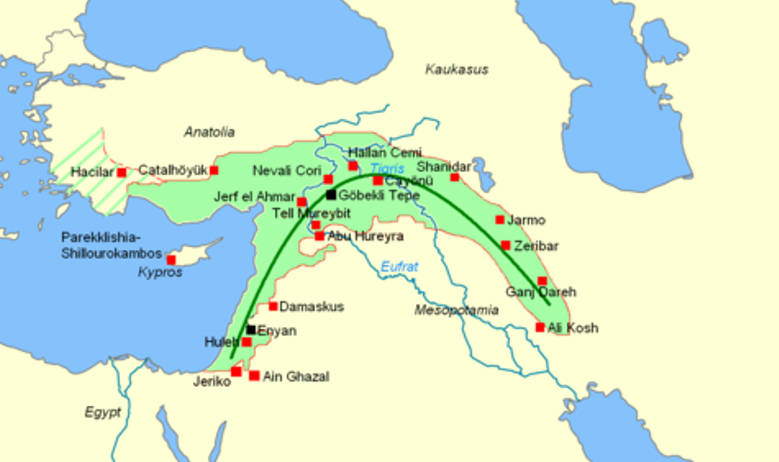 Kaukasus
Anatolia
Hallan Cemi
Hacilar
Catalhöyük
Nevali Cori
Tigris
Shanidar
Cayönü
Jerf el Ahmar
Göbekli Tepe
Tell Mureybit
Jarmo
Parekklishia-
Shillourokambos
Abu Hureyra
Zeribar
Kypros
Eufrat
Ganj Dareh
Damaskus
Mesopotamia
Enyan
Ali Kosh
Huleh
Jeriko
Ain Ghazal
Egypt